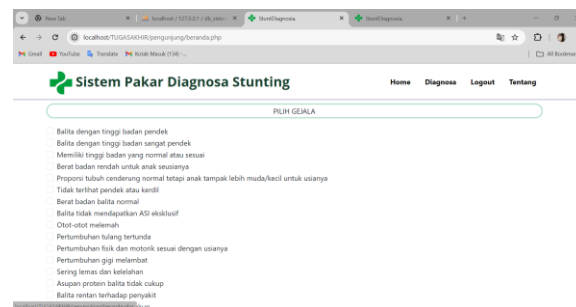 New Tab
localhost / 127.0.0.1 / db_sistem
StuntDiagnosis.
StuntDiagnosis.
localhost/TUGASAKHIR/pengunjung/beranda.php
Gmail YouTube Translate Kotak Masuk (134) -...
All Bookmarks
Sistem Pakar Diagnosa Stunting
Home Diagnosa Logout Tentang
PILIH GEJALA
Balita dengan tinggi badan pendek
Balita dengan tinggi badan sangat pendek
Memiliki tinggi badan yang normal atau sesuai
Berat badan rendah untuk anak seusianya
Proporsi tubuh cenderung normal tetapi anak tampak lebih muda/kecil untuk usianya
Tidak terlihat pendek atau kerdil
Berat badan balita normal
Balita tidak mendapatkan ASI eksklusif
Otot-otot melemah
Pertumbuhan tulang tertunda
Pertumbuhan fisik dan motorik sesuai dengan usianya
Pertumbuhan gigi melambat
Sering lemas dan kelelahan
Asupan protein balita tidak cukup
Balita rentan terhadap penyakit